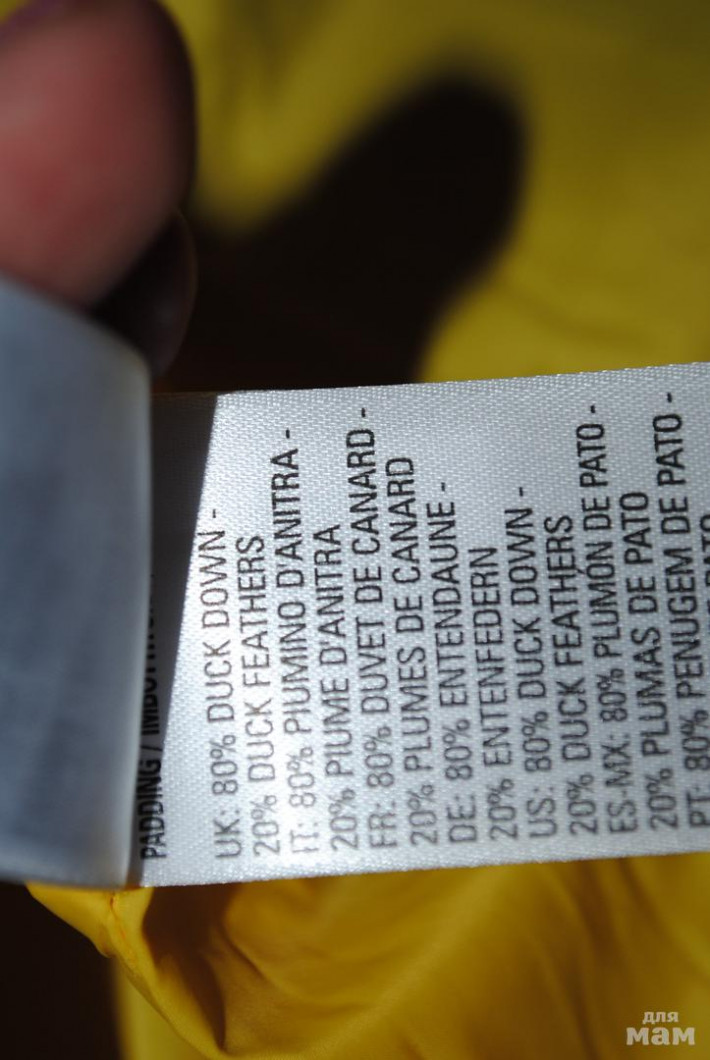 PADDING /
UK: 80% DUCK DOWN -
20% DUCK FEATHERS
IT: 80% PIUMINO D'ANITRA -
20% PIUME D'ANITRA
FR: 80% DUVET DE CANARD -
20% PLUMES DE CANARD
DE: 80% ENTENDAUNE -
20% ENTENFEDERN
US: 80% DUCK DOWN -
20% DUCK FEATHERS
ES-MX: 80% PLUMÓN DE PATO -
20% PLUMAS DE PATO
PT: 80% PENUGEM DE PATO -
для
мам